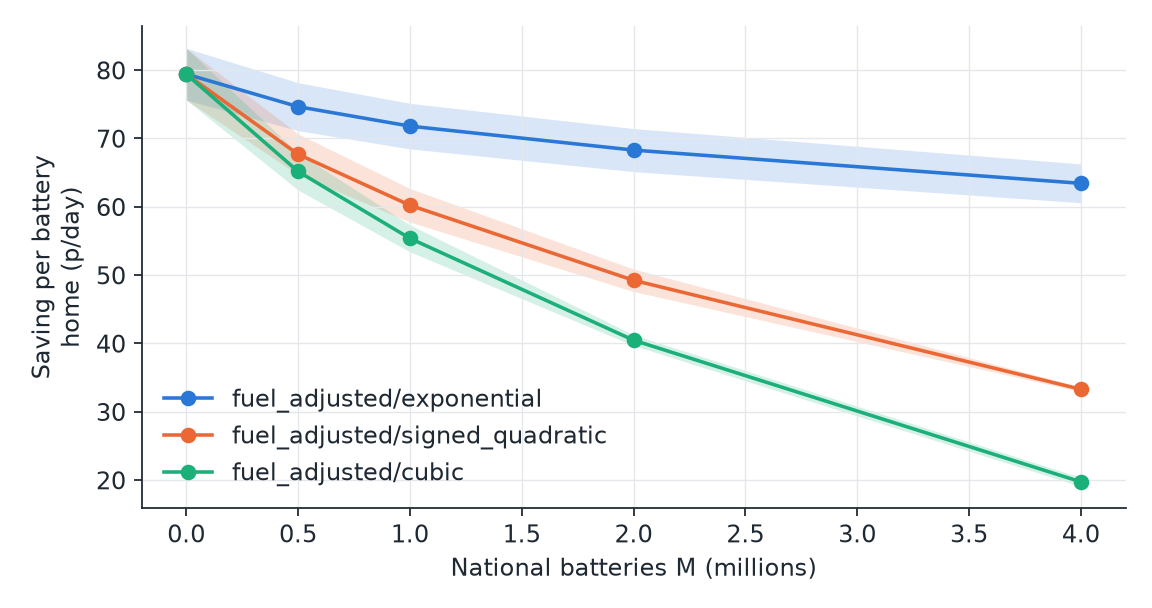 80
70
60
50
40
30
20
Saving per battery
home (p/day)
fuel_adjusted/exponential
fuel_adjusted/signed_quadratic
fuel_adjusted/cubic
0.0 0.5 1.0 1.5 2.0 2.5 3.0 3.5 4.0
National batteries M (millions)